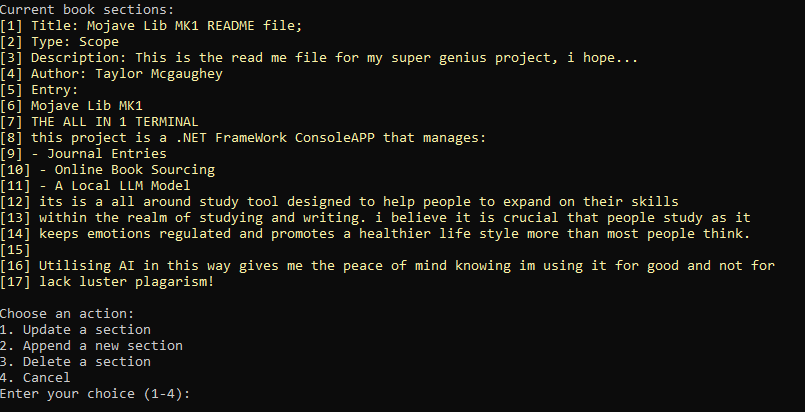 Current book sections:
[1] Title: Mojave Lib MK1 README file;
[2] Type: Scope
[3] Description: This is the read me file for my super genius project, i hope...
[4] Author: Taylor Mcgaughey
[5] Entry:
[6] Mojave Lib MK1
[7] THE ALL IN 1 TERMINAL
[8] this project is a .NET FrameWork ConsoleAPP that manages:
[9] - Journal Entries
[10] - Online Book Sourcing
[11] - A Local LLM Model
[12] its is a all around study tool designed to help people to expand on their skills
[13] within the realm of studying and writing. i believe it is crucial that people study as it
[14] keeps emotions regulated and promotes a healthier life style more than most people think.
[15]
[16] Utilising AI in this way gives me the peace of mind knowing im using it for good and not for
[17] lack luster plagarism!
Choose an action:
1. Update a section
2. Append a new section
3. Delete a section
4. Cancel
Enter your choice (1-4):